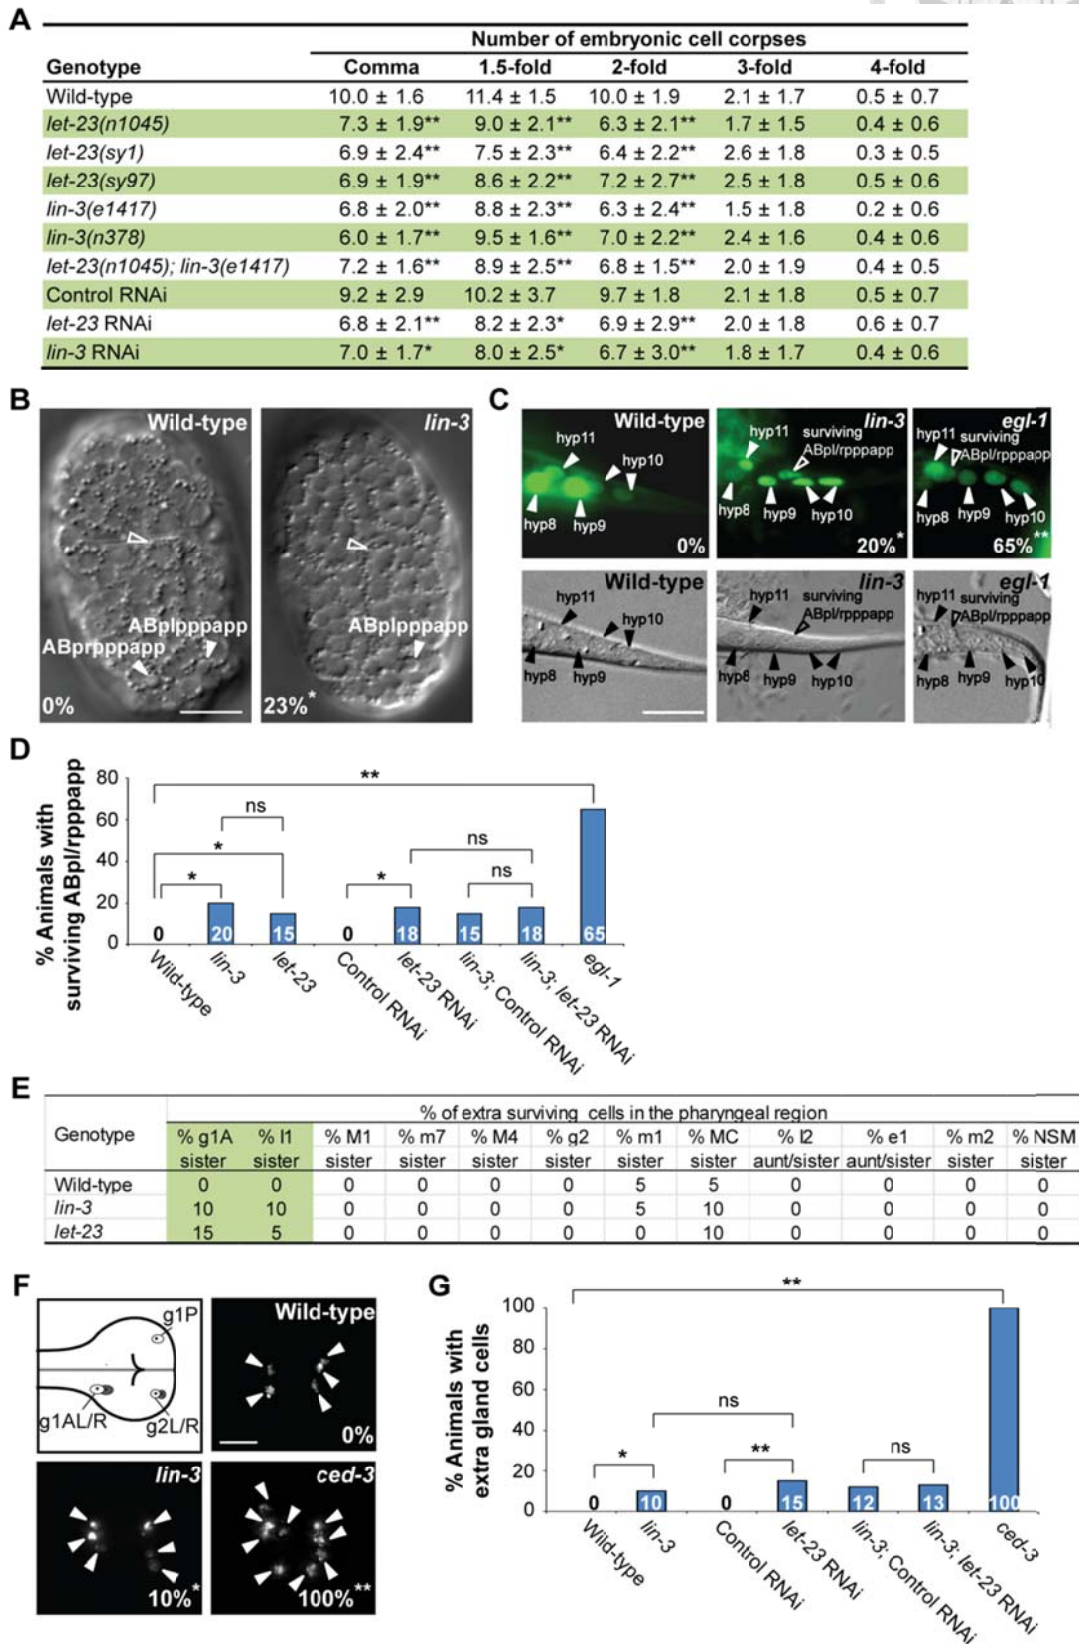 A
Number of embryonic cell corpses
Genotype Comma 1.5-fold 2-fold 3-fold 4-fold
Wild-type 10.0 ± 1.6 11.4 ± 1.5 10.0 ± 1.9 2.1 ± 1.7 0.5 ± 0.7
let-23(n1045) 7.3 ± 1.9** 9.0 ± 2.1** 6.3 ± 2.1** 1.7 ± 1.5 0.4 ± 0.6
let-23(sy1) 6.9 ± 2.4** 7.5 ± 2.3** 6.4 ± 2.2** 2.6 ± 1.8 0.3 ± 0.5
let-23(sy97) 6.9 ± 1.9** 8.6 ± 2.2** 7.2 ± 2.7** 2.5 ± 1.8 0.5 ± 0.6
lin-3(e1417) 6.8 ± 2.0** 8.8 ± 2.3** 6.3 ± 2.4** 1.5 ± 1.8 0.2 ± 0.6
lin-3(n378) 6.0 ± 1.7** 9.5 ± 1.6** 7.0 ± 2.2** 2.4 ± 1.6 0.4 ± 0.6
let-23(n1045); lin-3(e1417) 7.2 ± 1.6** 8.9 ± 2.5** 6.8 ± 1.5** 2.0 ± 1.9 0.4 ± 0.5
Control RNAi 9.2 ± 2.9 10.2 ± 3.7 9.7 ± 1.8 2.1 ± 1.8 0.5 ± 0.7
let-23 RNAi 6.8 ± 2.1** 8.2 ± 2.3* 6.9 ± 2.9** 2.0 ± 1.8 0.6 ± 0.7
lin-3 RNAi 7.0 ± 1.7* 8.0 ± 2.5* 6.7 ± 3.0** 1.8 ± 1.7 0.4 ± 0.6
B
Wild-type
ABplpppapp
ABprpppapp
0%
lin-3
ABplpppapp
23%*
C
Wild-type
hyp11
hyp10
hyp8
hyp9
0%
lin-3
hyp11
surviving
ABpl/rpppapp
hyp8
hyp9
hyp10
20%*
egl-1
hyp11
surviving
ABpl/rpppapp
hyp8
hyp9
hyp10
65%**
Wild-type
hyp11
hyp10
hyp8
hyp9
lin-3
hyp11
surviving
ABpl/rpppapp
hyp8
hyp9
hyp10
egl-1
hyp11
surviving
ABpl/rpppapp
hyp8
hyp9
hyp10
D
% Animals with
surviving ABpl/rpppapp
80
60
40
20
0
**
ns
*
*
*
ns
ns
0 20 15 0 18 15 18 65
Wild-type
lin-3
let-23
Control RNAi
let-23 RNAi
lin-3; Control RNAi
lin-3; let-23 RNAi
egl-1
E
% of extra surviving cells in the pharyngeal region
Genotype % g1A sister % I1 sister % M1 sister % m7 sister % M4 sister % g2 sister % m1 sister % MC sister % I2 aunt/sister % e1 aunt/sister % m2 sister % NSM sister
Wild-type 0 0 0 0 0 0 5 5 0 0 0 0
lin-3 10 10 0 0 0 0 5 10 0 0 0 0
let-23 15 5 0 0 0 0 0 10 0 0 0 0
F
g1P
g1AL/R
g2L/R
Wild-type
0%
lin-3
10%*
ced-3
100%**
G
% Animals with
extra gland cells
100
80
60
40
20
0
**
ns
*
**
ns
0 10 0 15 12 13 100
Wild-type
lin-3
Control RNAi
let-23 RNAi
lin-3; Control RNAi
lin-3; let-23 RNAi
ced-3